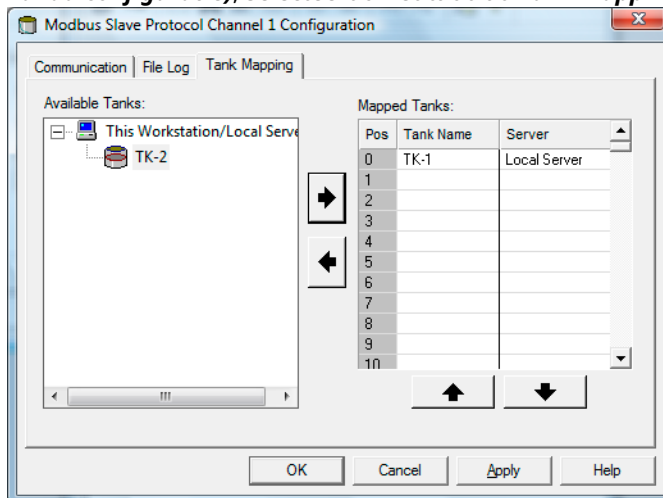 Modbus Slave Protocol Channel 1 Configuration
Communication File Log Tank Mapping
Available Tanks: Mapped Tanks:
This Workstation/Local Serve
TK-2
Pos Tank Name Server
0 TK-1 Local Server
1
2
3
4
5
6
7
8
9
10
OK Cancel Apply Help